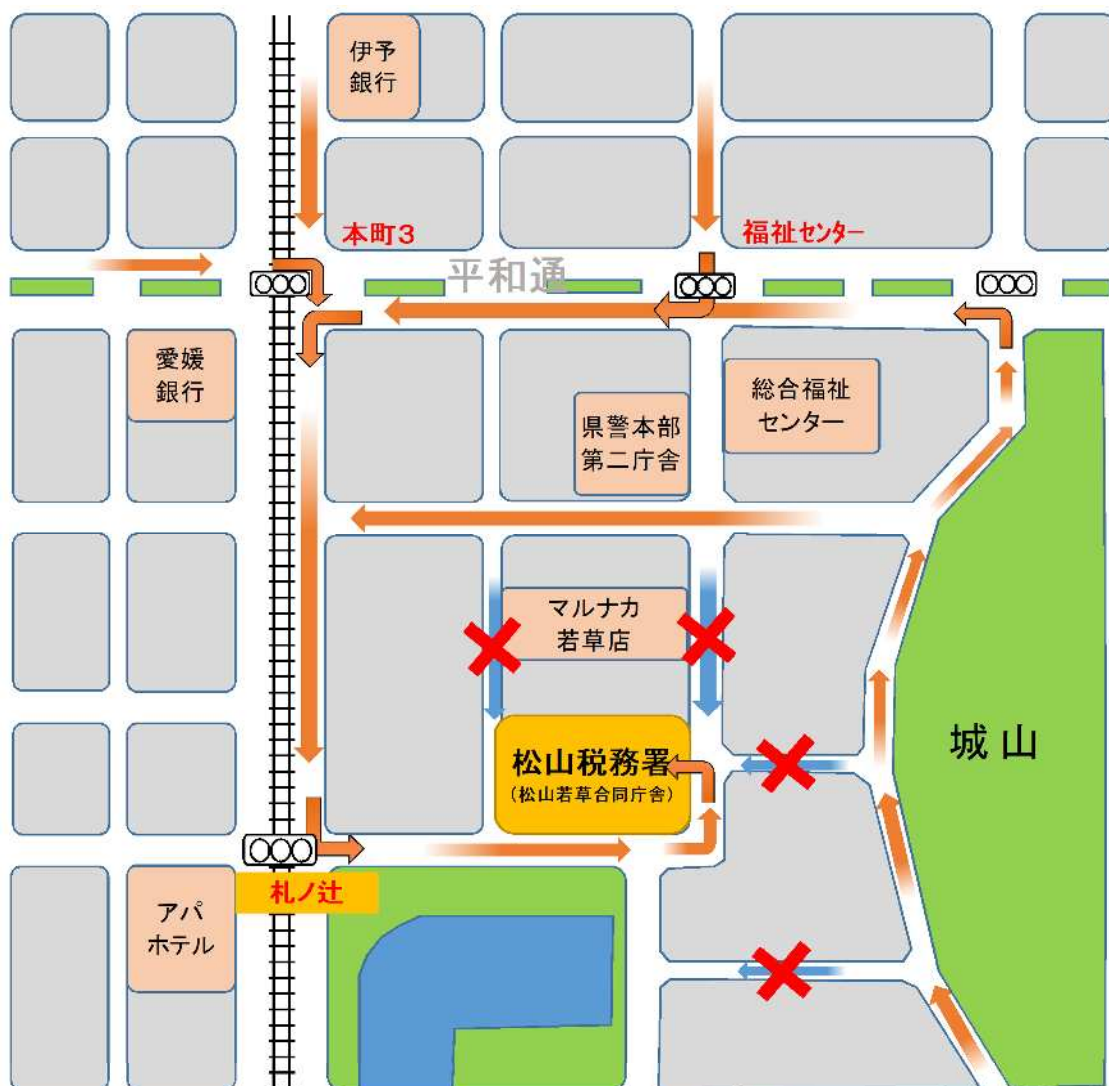 伊予
銀行
本町３
福祉センター
平和通
愛媛
銀行
総合福祉
センター
県警本部
第二庁舎
マルナカ
若草店
城山
松山税務署
（松山若草合同庁舎）
札ノ辻
アパ
ホテル